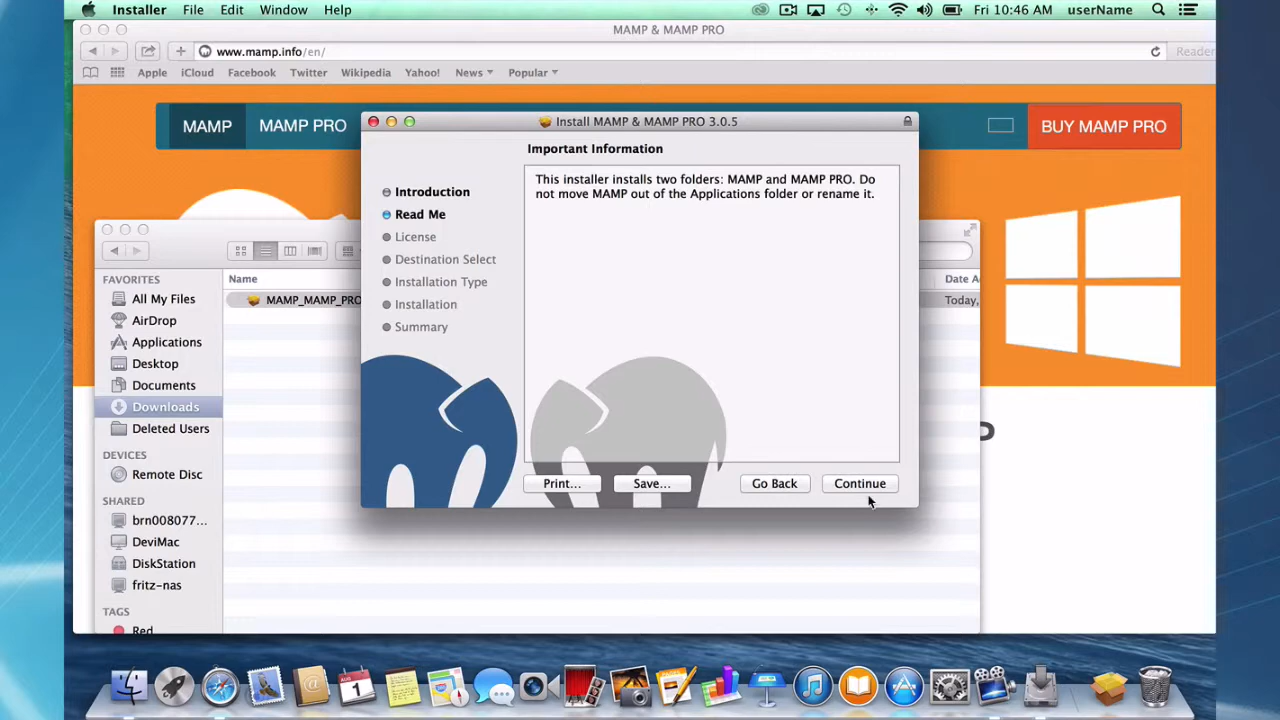 Installer File Edit Window Help Fri 10:46 AM userName
MAMP & MAMP PRO
www.mamp.info/en/ Reader
Apple iCloud Facebook Twitter Wikipedia Yahoo! News Popular
MAMP MAMP PRO BUY MAMP PRO
Install MAMP & MAMP PRO 3.0.5
Important Information
This installer installs two folders: MAMP and MAMP PRO. Do
not move MAMP out of the Applications folder or rename it.
Introduction
Read Me
License
Destination Select
Installation Type
Installation
Summary
Print... Save... Go Back Continue
FAVORITES
All My Files
AirDrop
Applications
Desktop
Documents
Downloads
Deleted Users
DEVICES
Remote Disc
SHARED
brn008077...
DeviMac
DiskStation
fritz-nas
TAGS
Red
Name Date A
MAMP_MAMP_PRO Today,
P
AUG
1